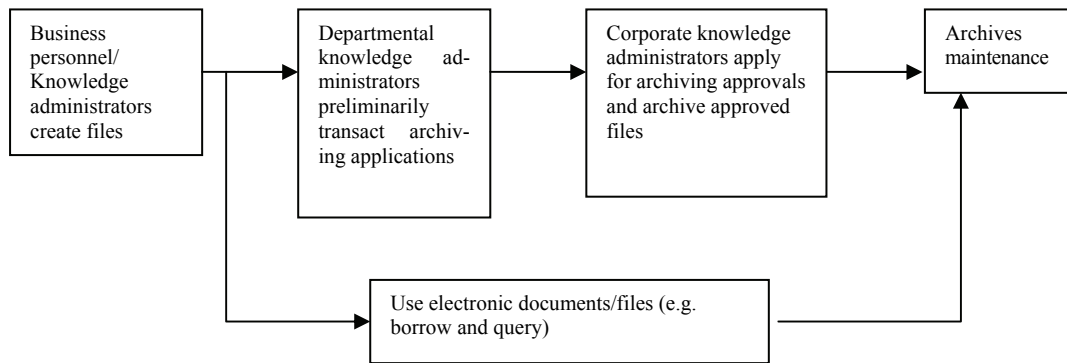 Business
personnel/
Knowledge
administrators
create files
Departmental
knowledge ad-
ministrators
preliminarily
transact archiv-
ing applications
Corporate knowledge
administrators apply
for archiving approvals
and archive approved
files
Archives
maintenance
Use electronic documents/files (e.g.
borrow and query)